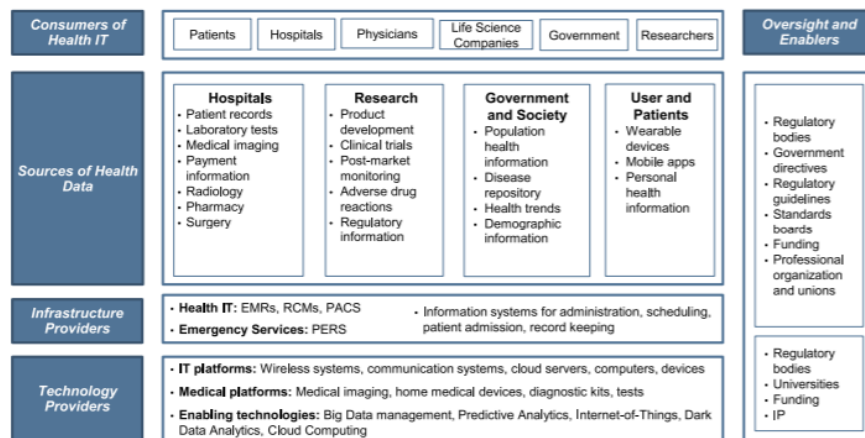 Consumers of
Health IT
Patients
Hospitals
Physicians
Life Science
Companies
Government
Researchers
Oversight and
Enablers
Sources of Health
Data
Hospitals
• Patient records
• Laboratory tests
• Medical imaging
• Payment
information
• Radiology
• Pharmacy
• Surgery
Research
• Product
development
• Clinical trials
• Post-market
monitoring
• Adverse drug
reactions
• Regulatory
information
Government
and Society
• Population
health
information
• Disease
repository
• Health trends
• Demographic
information
User and
Patients
• Wearable
devices
• Mobile apps
• Personal
health
information
• Regulatory
bodies
• Government
directives
• Regulatory
guidelines
• Standards
boards
• Funding
• Professional
organization
and unions
Infrastructure
Providers
• Health IT: EMRs, RCMs, PACS
• Emergency Services: PERS
• Information systems for administration, scheduling,
patient admission, record keeping
Technology
Providers
• IT platforms: Wireless systems, communication systems, cloud servers, computers, devices
• Medical platforms: Medical imaging, home medical devices, diagnostic kits, tests
• Enabling technologies: Big Data management, Predictive Analytics, Internet-of-Things, Dark
Data Analytics, Cloud Computing
• Regulatory
bodies
• Universities
• Funding
• IP